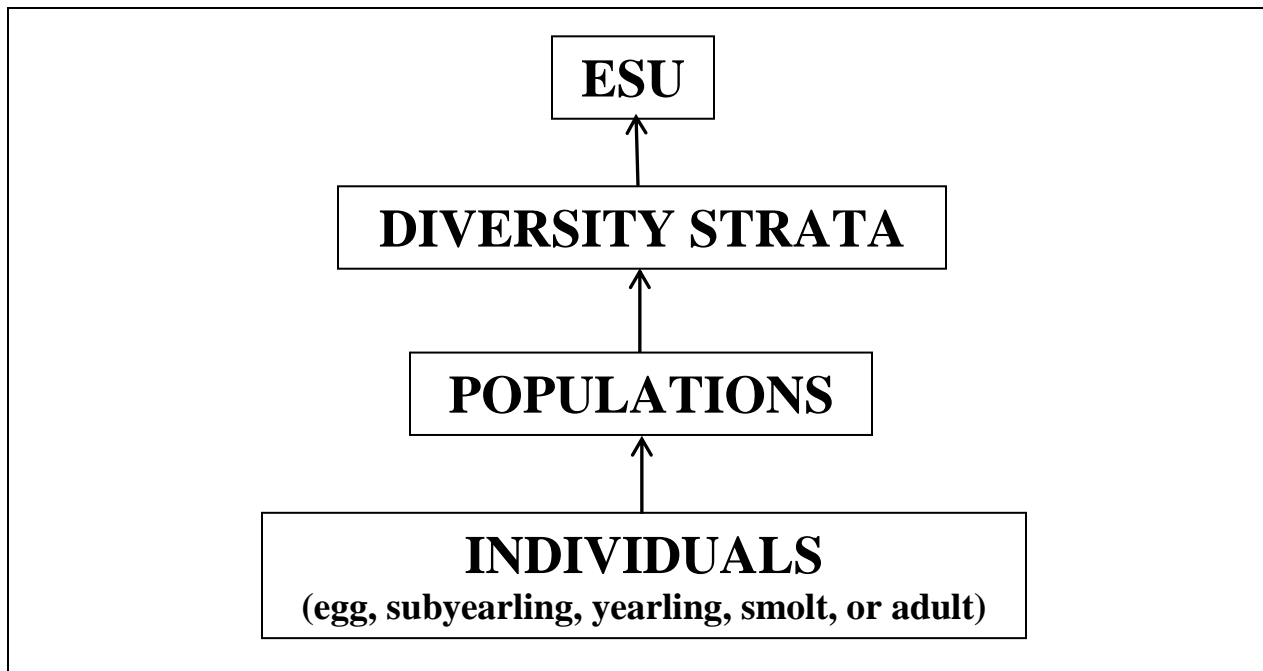 ESU
DIVERSITY STRATA
POPULATIONS
INDIVIDUALS
(egg, subyearling, yearling, smolt, or adult)